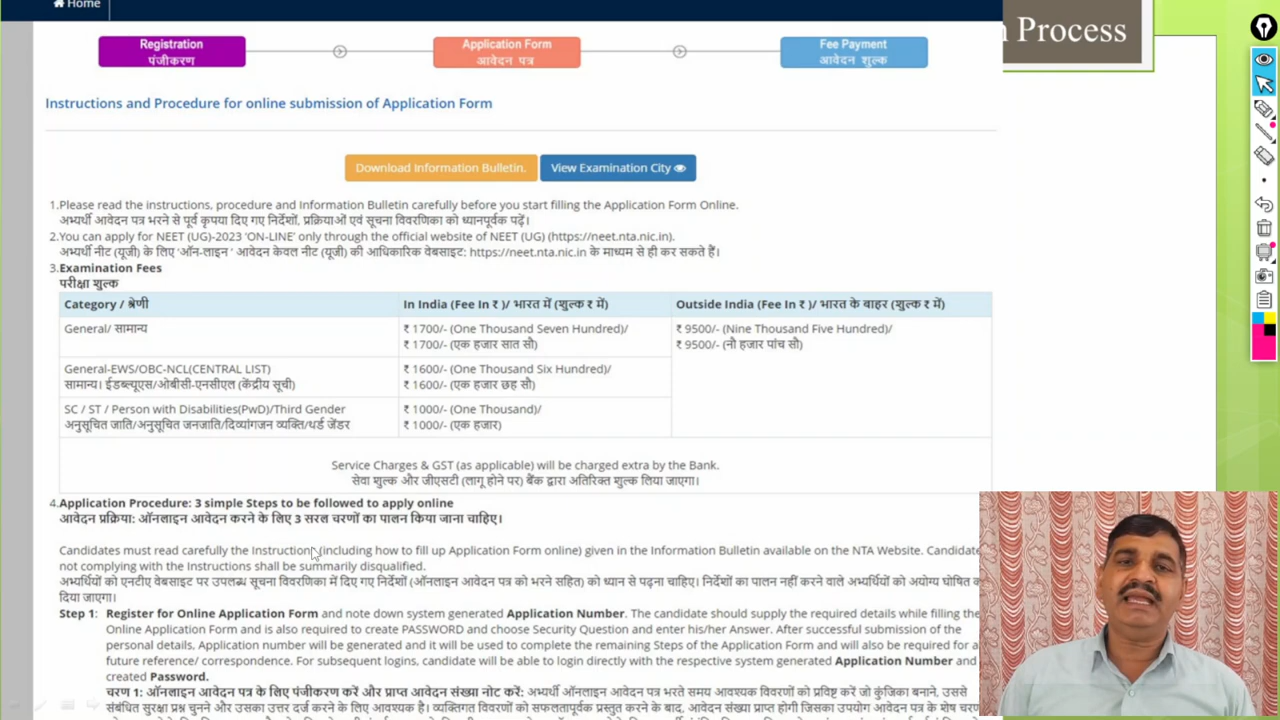 Home
n Process
Registration
पंजीकरण
Application Form
आवेदन पत्र
Fee Payment
आवेदन शुल्क
Instructions and Procedure for online submission of Application Form
Download Information Bulletin.
View Examination City
1.Please read the instructions, procedure and Information Bulletin carefully before you start filling the Application Form Online.
अभ्यर्थी आवेदन पत्र भरने से पूर्व कृपया दिए गए निर्देशों, प्रक्रियाओं एवं सूचना विवरणिका को ध्यानपूर्वक पढ़ें।
2.You can apply for NEET (UG)-2023 ‘ON-LINE’ only through the official website of NEET (UG) (https://neet.nta.nic.in).
अभ्यर्थी नीट (यूजी) के लिए ‘ऑन-लाइन ’ आवेदन केवल नीट (यूजी) की आधिकारिक वेबसाइट: https://neet.nta.nic.in के माध्यम से ही कर सकते हैं।
3.Examination Fees
परीक्षा शुल्क
Category / श्रेणी
In India (Fee In ₹ )/ भारत में (शुल्क ₹ में)
Outside India (Fee In ₹ )/ भारत के बाहर (शुल्क ₹ में)
General/ सामान्य
₹ 1700/- (One Thousand Seven Hundred)/
₹ 1700/- (एक हजार सात सौ)
₹ 9500/- (Nine Thousand Five Hundred)/
₹ 9500/- (नौ हजार पांच सौ)
General-EWS/OBC-NCL(CENTRAL LIST)
सामान्य। ईडब्ल्यूएस/ओबीसी-एनसीएल (केंद्रीय सूची)
₹ 1600/- (One Thousand Six Hundred)/
₹ 1600/- (एक हजार छह सौ)
SC / ST / Person with Disabilities(PwD)/Third Gender
अनुसूचित जाति/अनुसूचित जनजाति/दिव्यांगजन व्यक्ति/थर्ड जेंडर
₹ 1000/- (One Thousand)/
₹ 1000/- (एक हजार)
Service Charges & GST (as applicable) will be charged extra by the Bank.
सेवा शुल्क और जीएसटी (लागू होने पर) बैंक द्वारा अतिरिक्त शुल्क लिया जाएगा।
4.Application Procedure: 3 simple Steps to be followed to apply online
आवेदन प्रक्रिया: ऑनलाइन आवेदन करने के लिए 3 सरल चरणों का पालन किया जाना चाहिए।
Candidates must read carefully the Instructions (including how to fill up Application Form online) given in the Information Bulletin available on the NTA Website. Candidate
not complying with the Instructions shall be summarily disqualified.
अभ्यर्थियों को एनटीए वेबसाइट पर उपलब्ध सूचना विवरणिका में दिए गए निर्देशों (ऑनलाइन आवेदन पत्र को भरने सहित) को ध्यान से पढ़ना चाहिए। निर्देशों का पालन नहीं करने वाले अभ्यर्थियों को अयोग्य घोषित क
दिया जाएगा।
Step 1: Register for Online Application Form and note down system generated Application Number. The candidate should supply the required details while filling the
Online Application Form and is also required to create PASSWORD and choose Security Question and enter his/her Answer. After successful submission of the
personal details, Application number will be generated and it will be used to complete the remaining Steps of the Application Form and will also be required for a
future reference/ correspondence. For subsequent logins, candidate will be able to login directly with the respective system generated Application Number and
created Password.
चरण 1: ऑनलाइन आवेदन पत्र के लिए पंजीकरण करें और प्राप्त आवेदन संख्या नोट करें: अभ्यर्थी ऑनलाइन आवेदन पत्र भरते समय आवश्यक विवरणों को प्रविष्ट करें जो कुंजिका बनाने, उससे
संबंधित सुरक्षा प्रश्न चुनने और उसका उत्तर दर्ज करने के लिए आवश्यक है। व्यक्तिगत विवरणों को सफलतापूर्वक प्रस्तुत करने के बाद, आवेदन संख्या प्राप्त होगी जिसका उपयोग आवेदन पत्र के शेष चरण